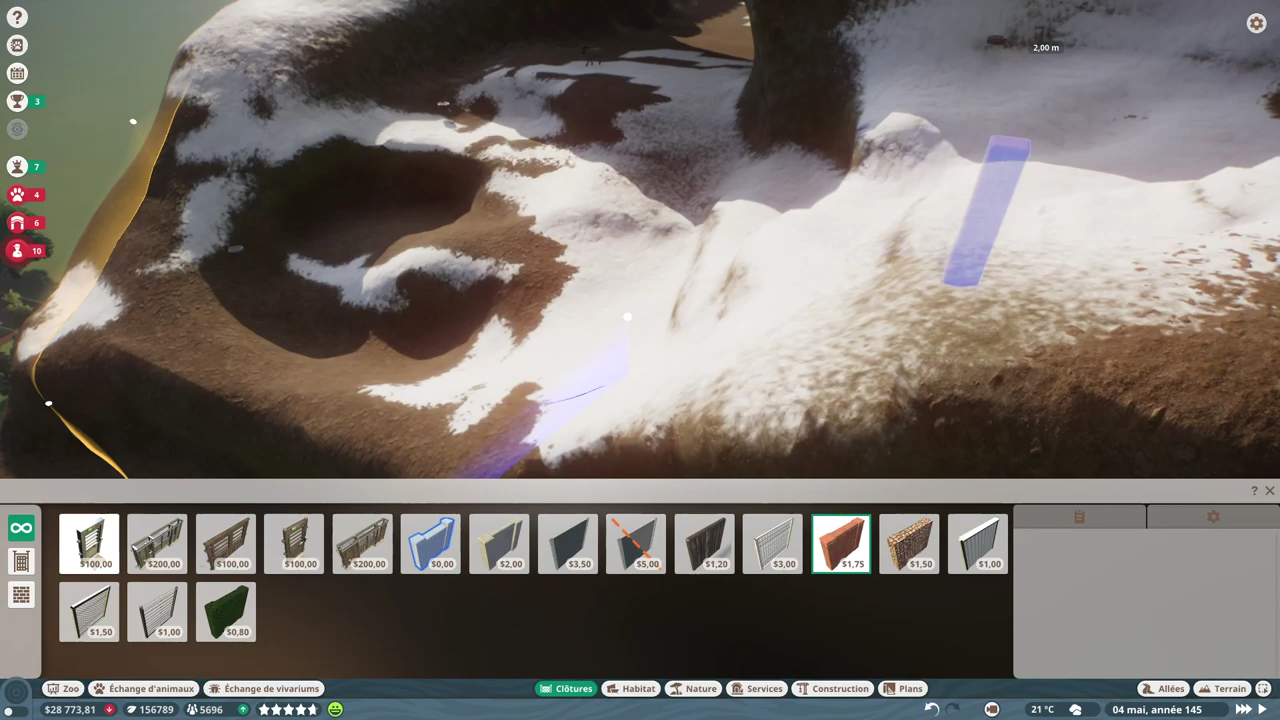 2,00 m
3
7
4
6
10
?
$100,00
$200,00
$100,00
$100,00
$200,00
$0,00
$2,00
$3,50
$5,00
$1,20
$3,00
$1,75
$1,50
$1,00
$1,50
$1,00
$0,80
Zoo
Échange d'animaux
Échange de vivariums
Clôtures
Habitat
Nature
Services
Construction
Plans
Allées
Terrain
$28 773,81
156789
5696
21 °C
04 mai, année 145